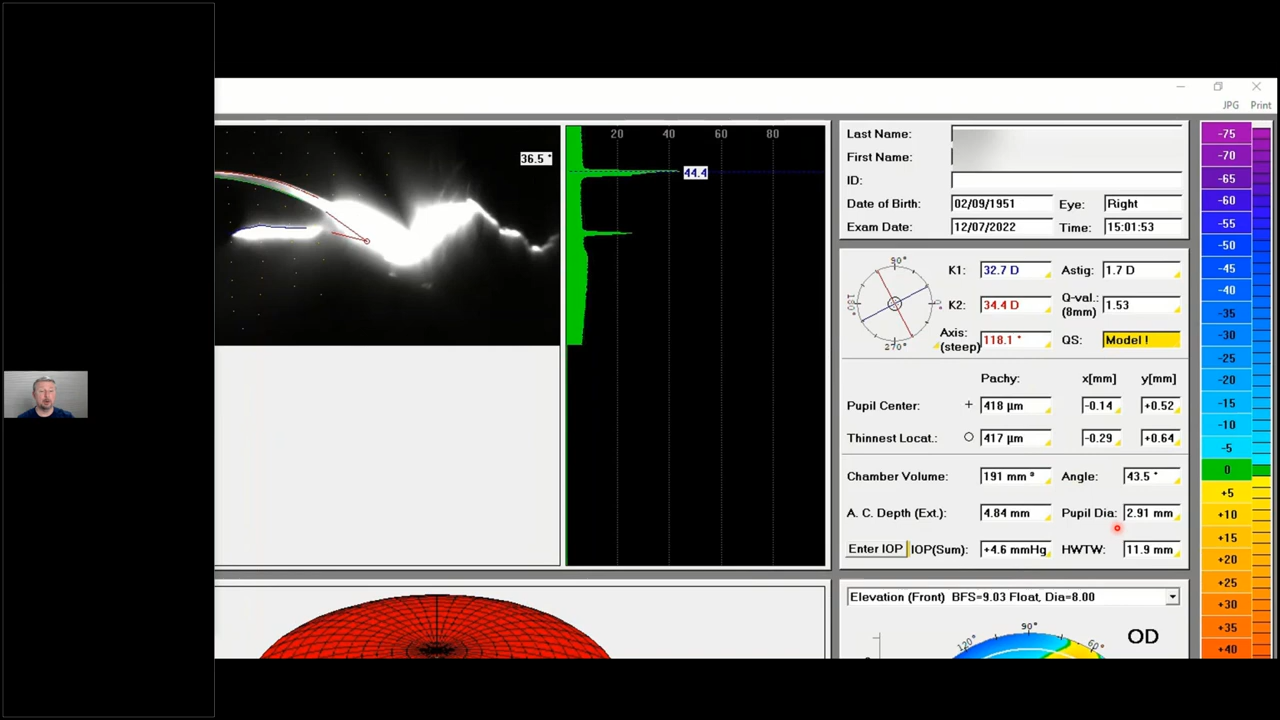 JPG Print
36.5 °
20 40 60 80
44.4
Last Name:
First Name:
ID:
Date of Birth: 02/09/1951 Eye: Right
Exam Date: 12/07/2022 Time: 15:01:53
90°
180°
0°
270°
K1: 32.7 D Astig: 1.7 D
K2: 34.4 D Q-val.: (8mm) 1.53
Axis: (steep) 118.1 ° QS: Model !
Pachy: x[mm] y[mm]
Pupil Center: + 418 µm -0.14 +0.52
Thinnest Locat.: O 417 µm -0.29 +0.64
Chamber Volume: 191 mm ³ Angle: 43.5 °
A. C. Depth (Ext.): 4.84 mm Pupil Dia: 2.91 mm
Enter IOP IOP(Sum): +4.6 mmHg HWTW: 11.9 mm
Elevation (Front) BFS=9.03 Float, Dia=8.00
120° 90° 60°
OD
-75
-70
-65
-60
-55
-50
-45
-40
-35
-30
-25
-20
-15
-10
-5
0
+5
+10
+15
+20
+25
+30
+35
+40